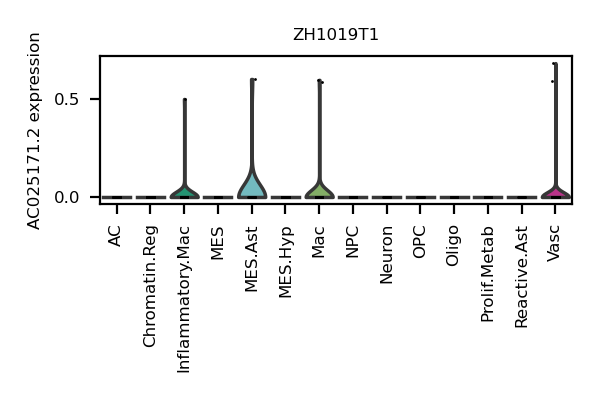 ZH1019T1
AC025171.2 expression
0.5
0.0
AC
Chromatin.Reg
Inflammatory.Mac
MES
MES.Ast
MES.Hyp
Mac
NPC
Neuron
OPC
Oligo
Prolif.Metab
Reactive.Ast
Vasc